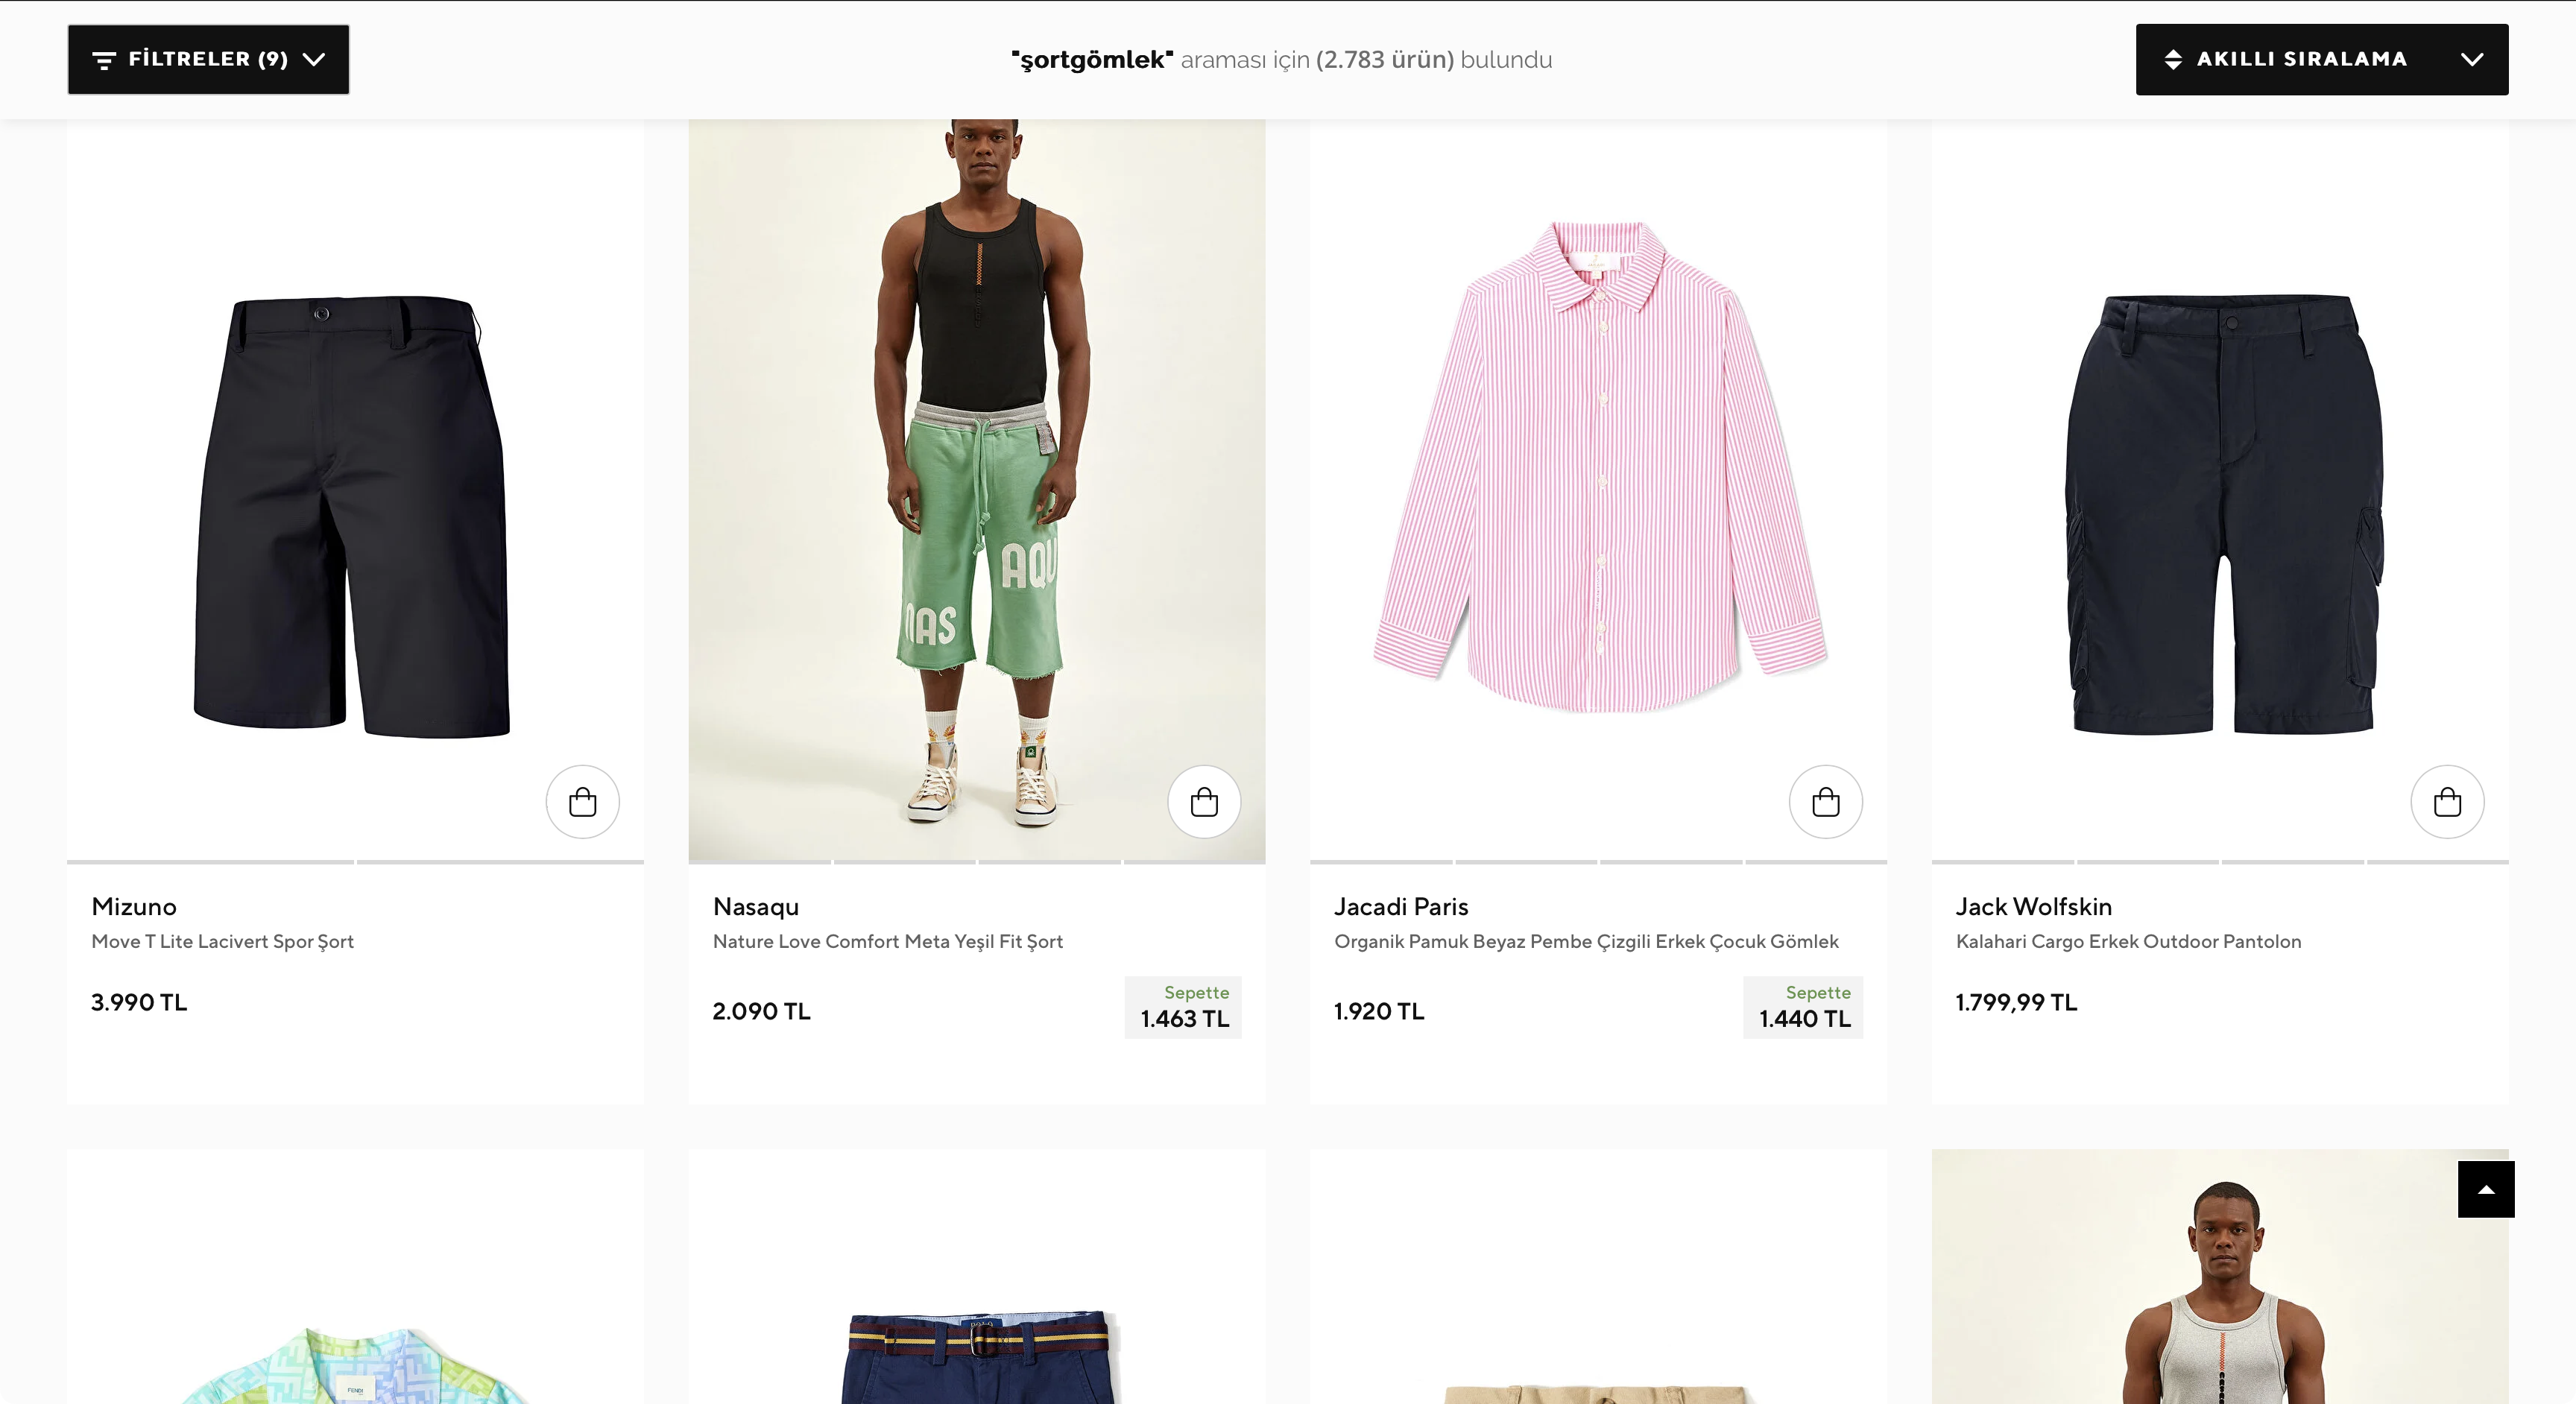 FİLTRELER (9)
"şortgömlek" araması için (2.783 ürün) bulundu
AKILLI SIRALAMA
NAS
AQU
Mizuno
Move T Lite Lacivert Spor Şort
3.990 TL
Nasaqu
Nature Love Comfort Meta Yeşil Fit Şort
2.090 TL
Sepette
1.463 TL
Jacadi Paris
Organik Pamuk Beyaz Pembe Çizgili Erkek Çocuk Gömlek
1.920 TL
Sepette
1.440 TL
Jack Wolfskin
Kalahari Cargo Erkek Outdoor Pantolon
1.799,99 TL
FENDI
POLO